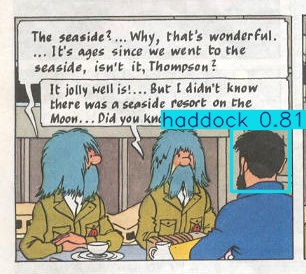 The seaside?... Why, that's wonderful.
... It's ages since we went to the
seaside, isn't it, Thompson?
It jolly well is!... But I didn't know
there was a seaside resort on the
Moon... Did you
haddock 0.81